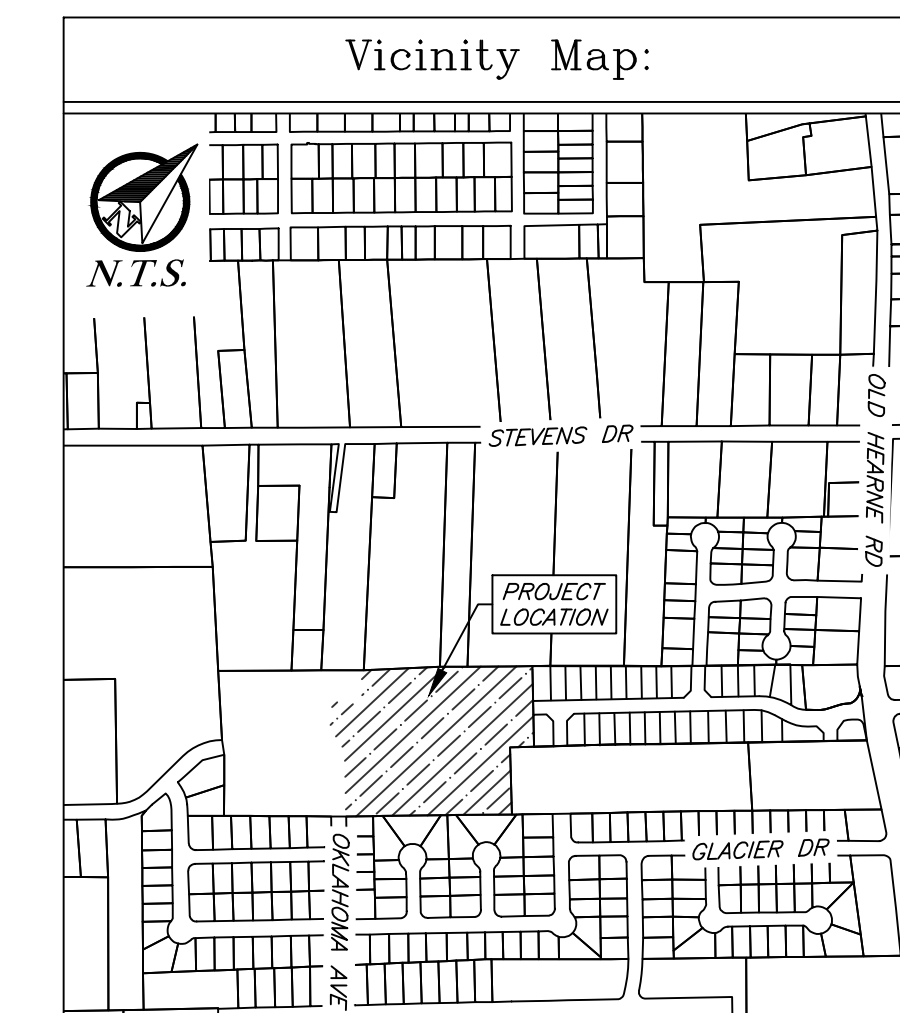 Vicinity Map:
N
N.T.S.
STEVENS DR
OLD HEARNE RD
PROJECT
LOCATION
OKLAHOMA AVE
GLACIER DR